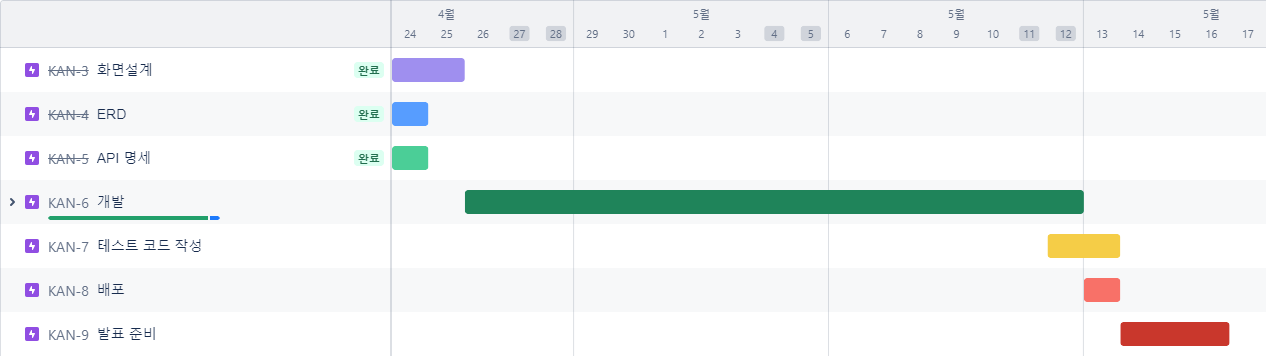 4월 5월 5월 5월
24 25 26 27 28 29 30 1 2 3 4 5 6 7 8 9 10 11 12 13 14 15 16 17
KAN-3 화면설계 완료
KAN-4 ERD 완료
KAN-5 API 명세 완료
KAN-6 개발
KAN-7 테스트 코드 작성
KAN-8 배포
KAN-9 발표 준비